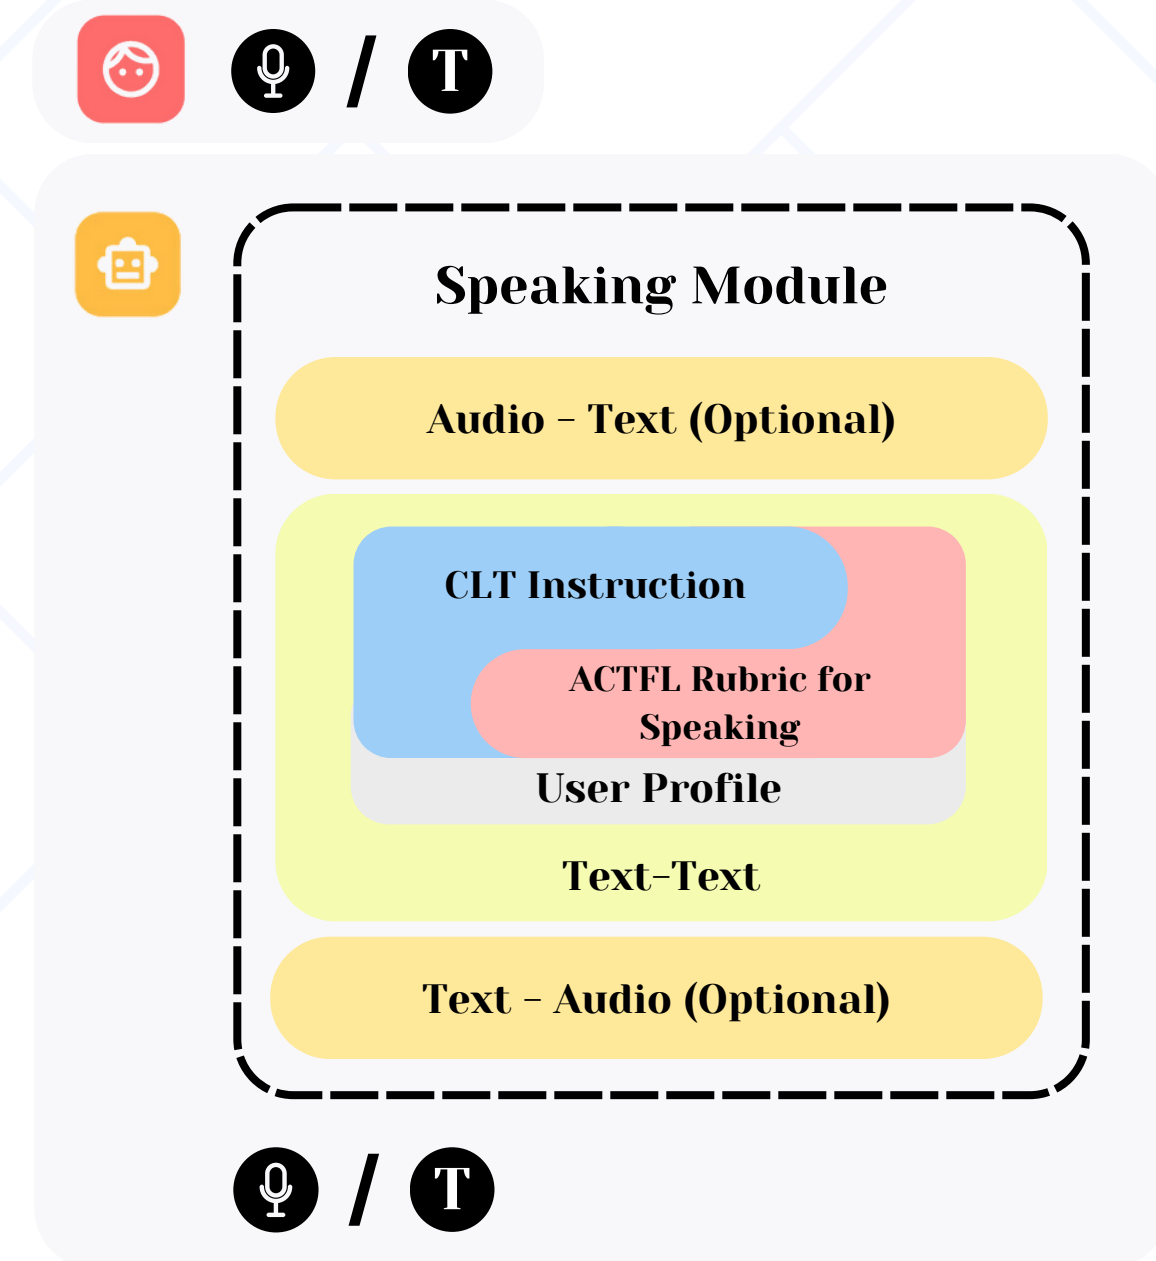 / T
Speaking Module
Audio - Text (Optional)
CLT Instruction
ACTFL Rubric for
Speaking
User Profile
Text-Text
Text - Audio (Optional)
/ T